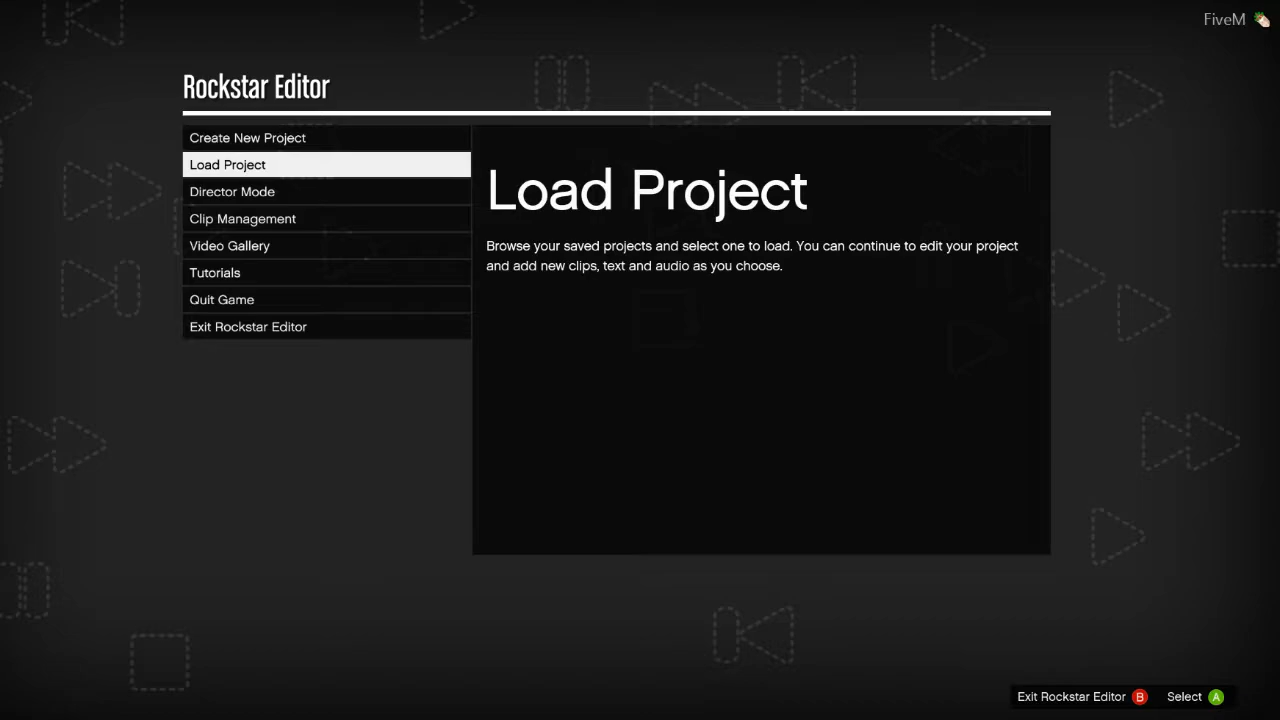 FiveM
Rockstar Editor
Create New Project
Load Project
Director Mode
Clip Management
Video Gallery
Tutorials
Quit Game
Exit Rockstar Editor
Load Project
Browse your saved projects and select one to load. You can continue to edit your project
and add new clips, text and audio as you choose.
Exit Rockstar Editor B Select A